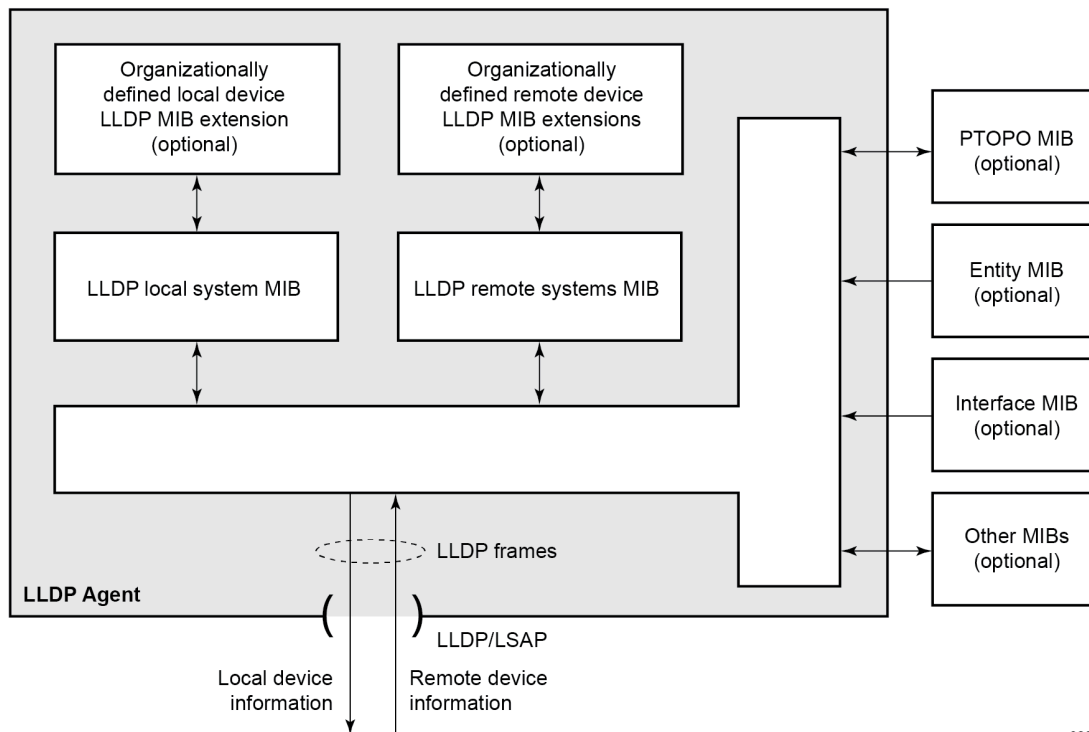 Organizationally
defined local device
LLDP MIB extension
(optional)
Organizationally
defined remote device
LLDP MIB extensions
(optional)
PTOPO MIB
(optional)
LLDP local system MIB
LLDP remote systems MIB
Entity MIB
(optional)
Interface MIB
(optional)
Other MIBs
(optional)
LLDP frames
LLDP Agent
LLDP/LSAP
Local device
information
Remote device
information